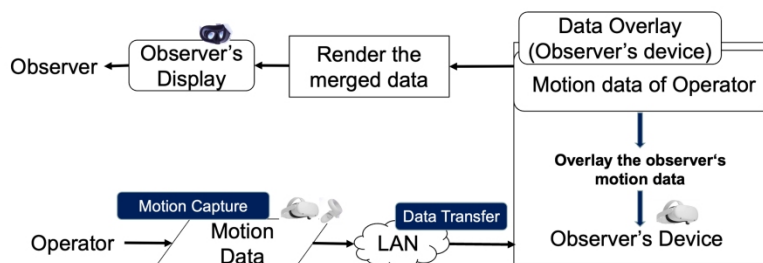 Data Overlay
(Observer's device)
Observer
Observer's
Display
Render the
merged data
Motion data of Operator
Overlay the observer's
motion data
Observer's Device
Motion Capture
Operator
Motion
Data
LAN
Data Transfer